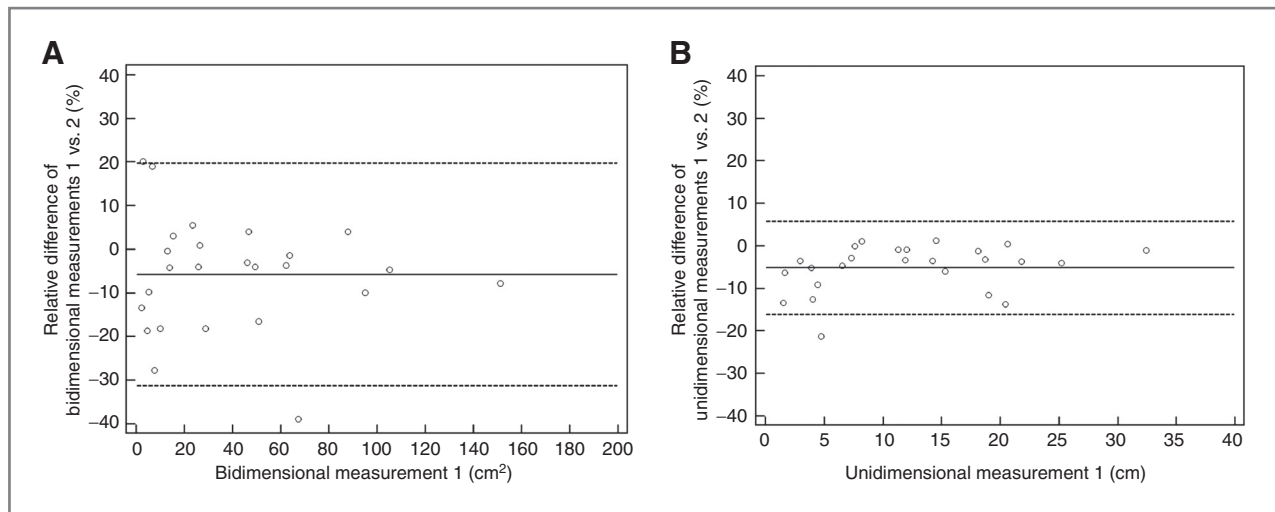 A
Relative difference of
bidimensional measurements 1 vs. 2 (%)
40
30
20
10
0
−10
−20
−30
−40
0 20 40 60 80 100 120 140 160 180 200
Bidimensional measurement 1 (cm²)
B
Relative difference of
unidimensional measurements 1 vs. 2 (%)
40
30
20
10
0
−10
−20
−30
−40
0 5 10 15 20 25 30 35 40
Unidimensional measurement 1 (cm)